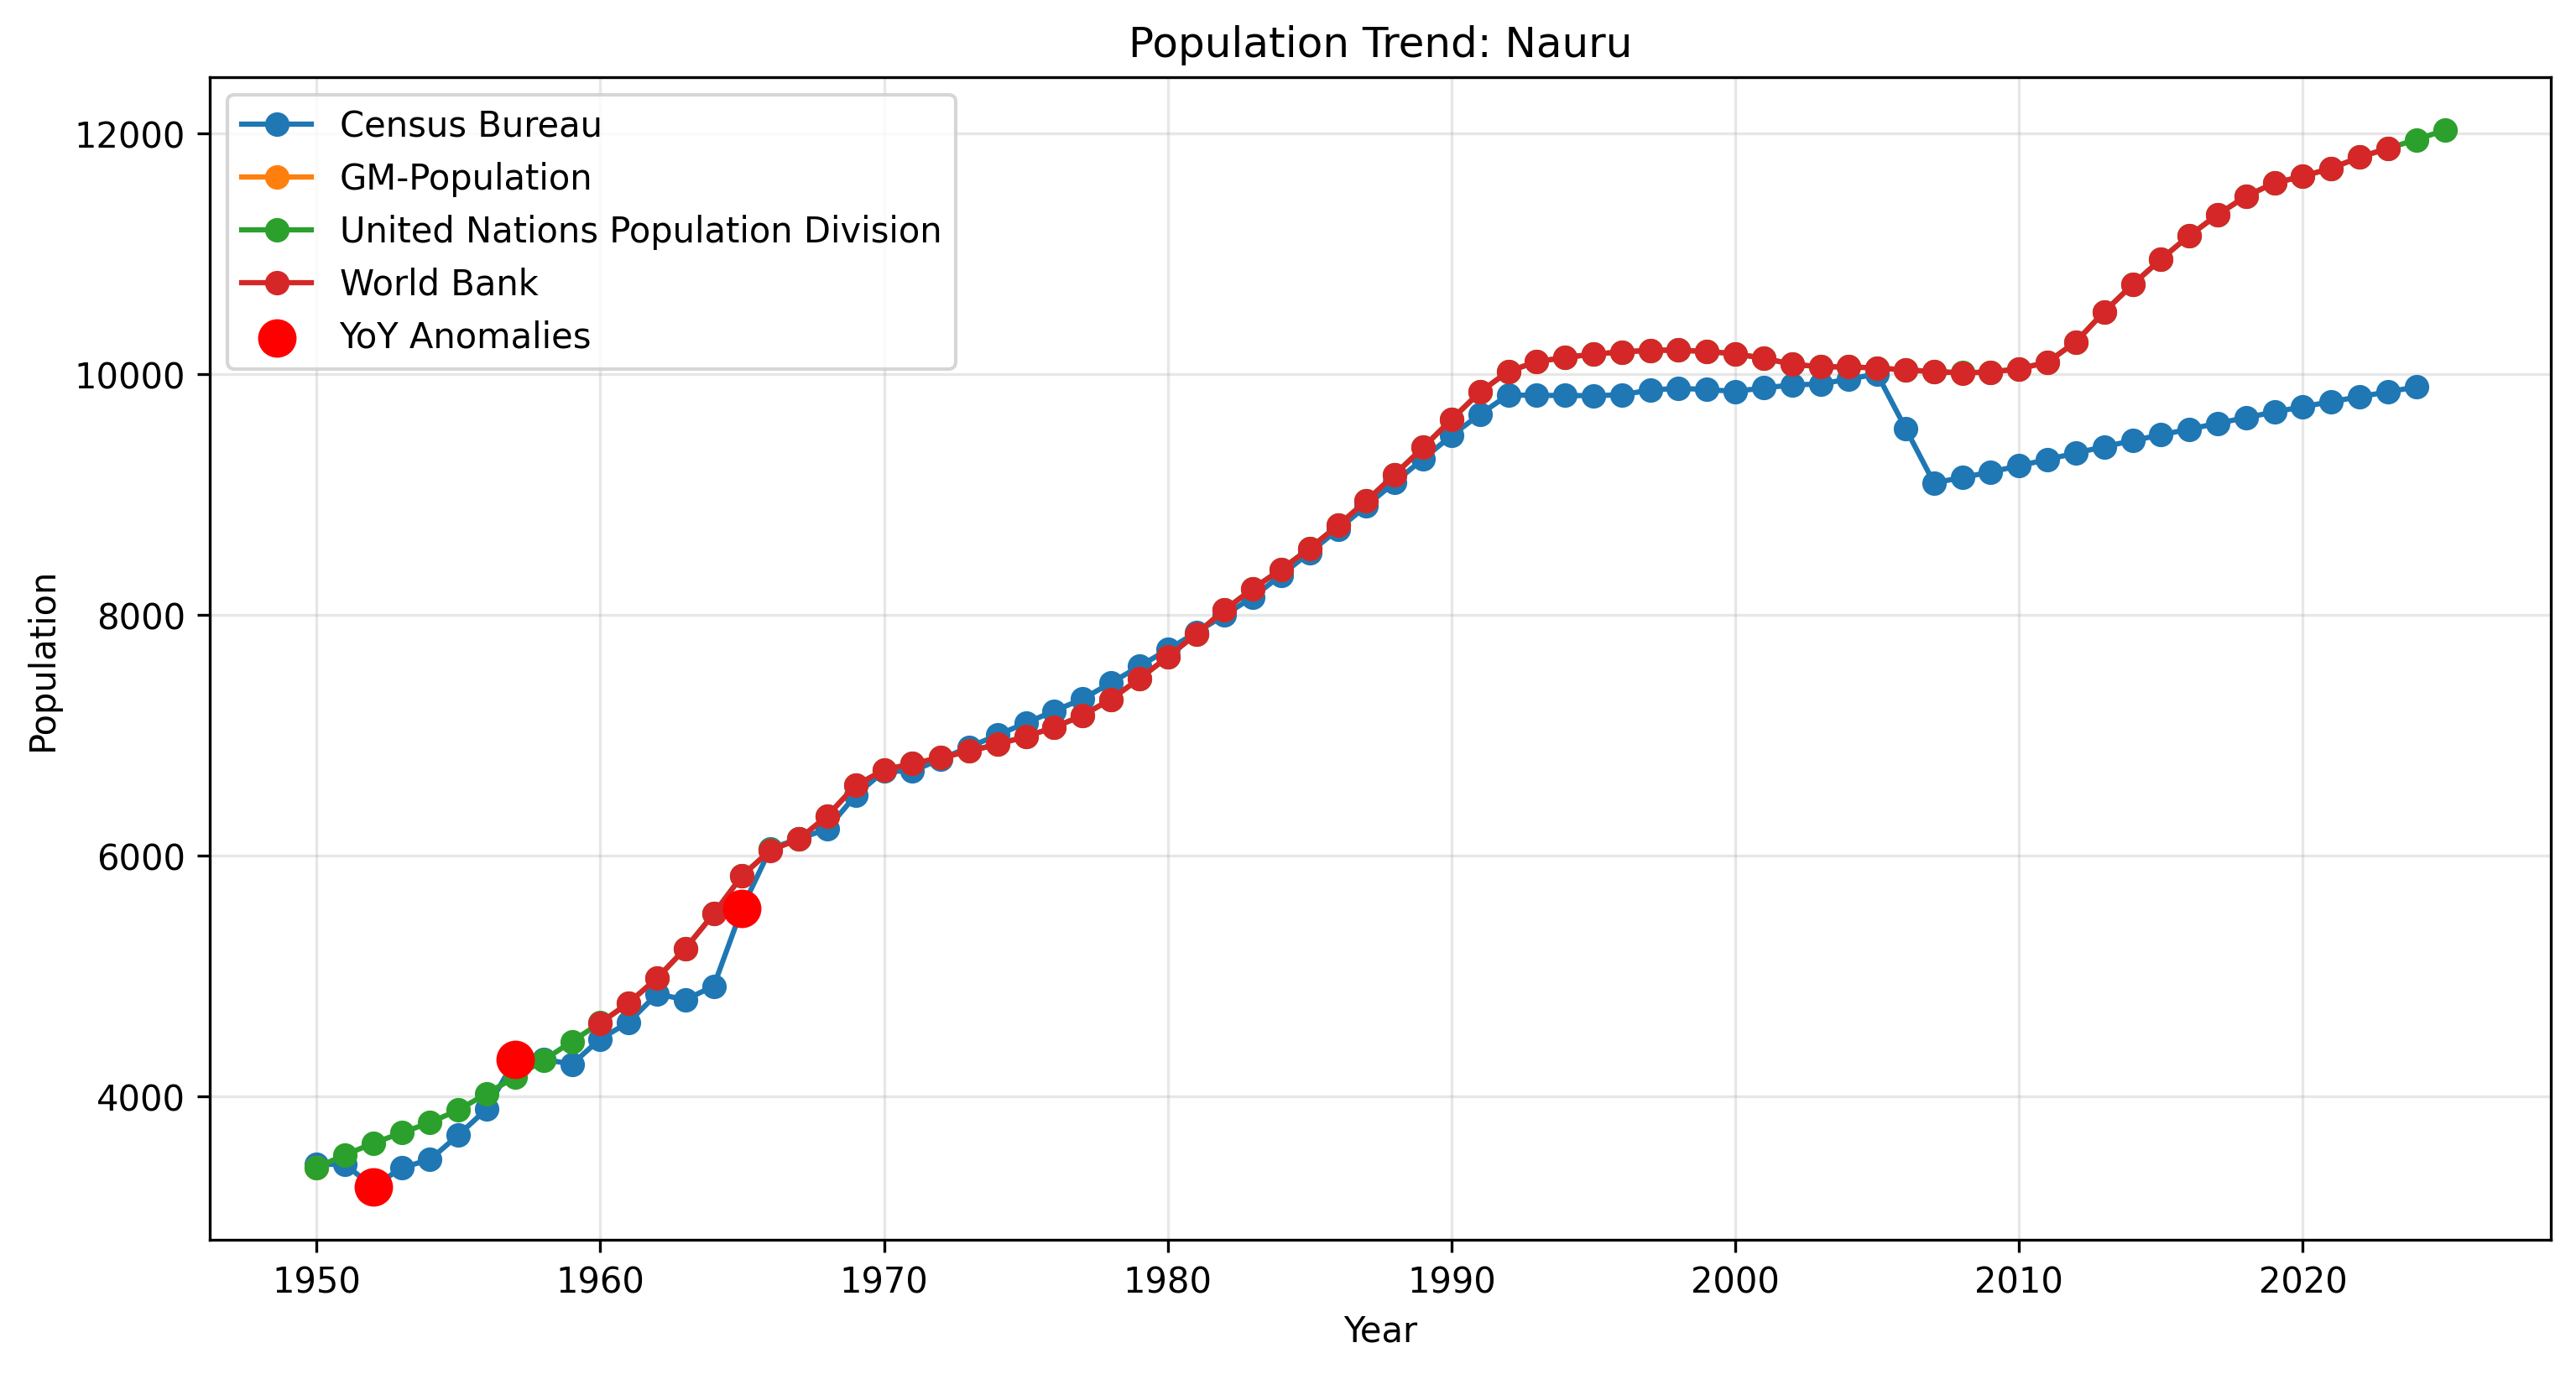 Population Trend: Nauru
Census Bureau
GM-Population
United Nations Population Division
World Bank
YoY Anomalies
12000
10000
8000
6000
4000
Population
1950 1960 1970 1980 1990 2000 2010 2020
Year